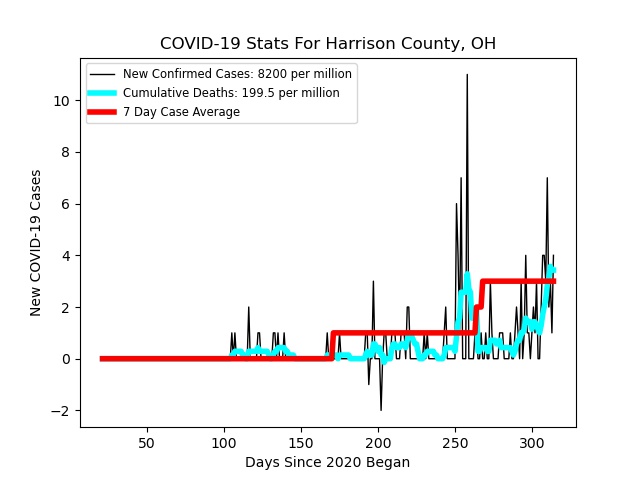 COVID-19 Stats For Harrison County, OH
New Confirmed Cases: 8200 per million
Cumulative Deaths: 199.5 per million
7 Day Case Average
New COVID-19 Cases
10
8
6
4
2
0
−2
50 100 150 200 250 300
Days Since 2020 Began